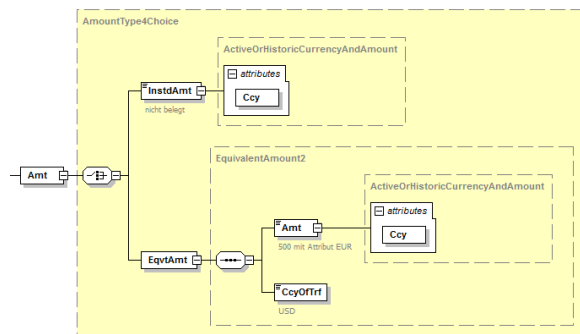 AmountType4Choice
ActiveOrHistoricCurrencyAndAmount
attributes
InstdAmt
Ccy
nicht belegt
EquivalentAmount2
Amt
ActiveOrHistoricCurrencyAndAmount
attributes
Amt
Ccy
500 mit Attribut EUR
EqvtAmt
CcyOfTrf
USD